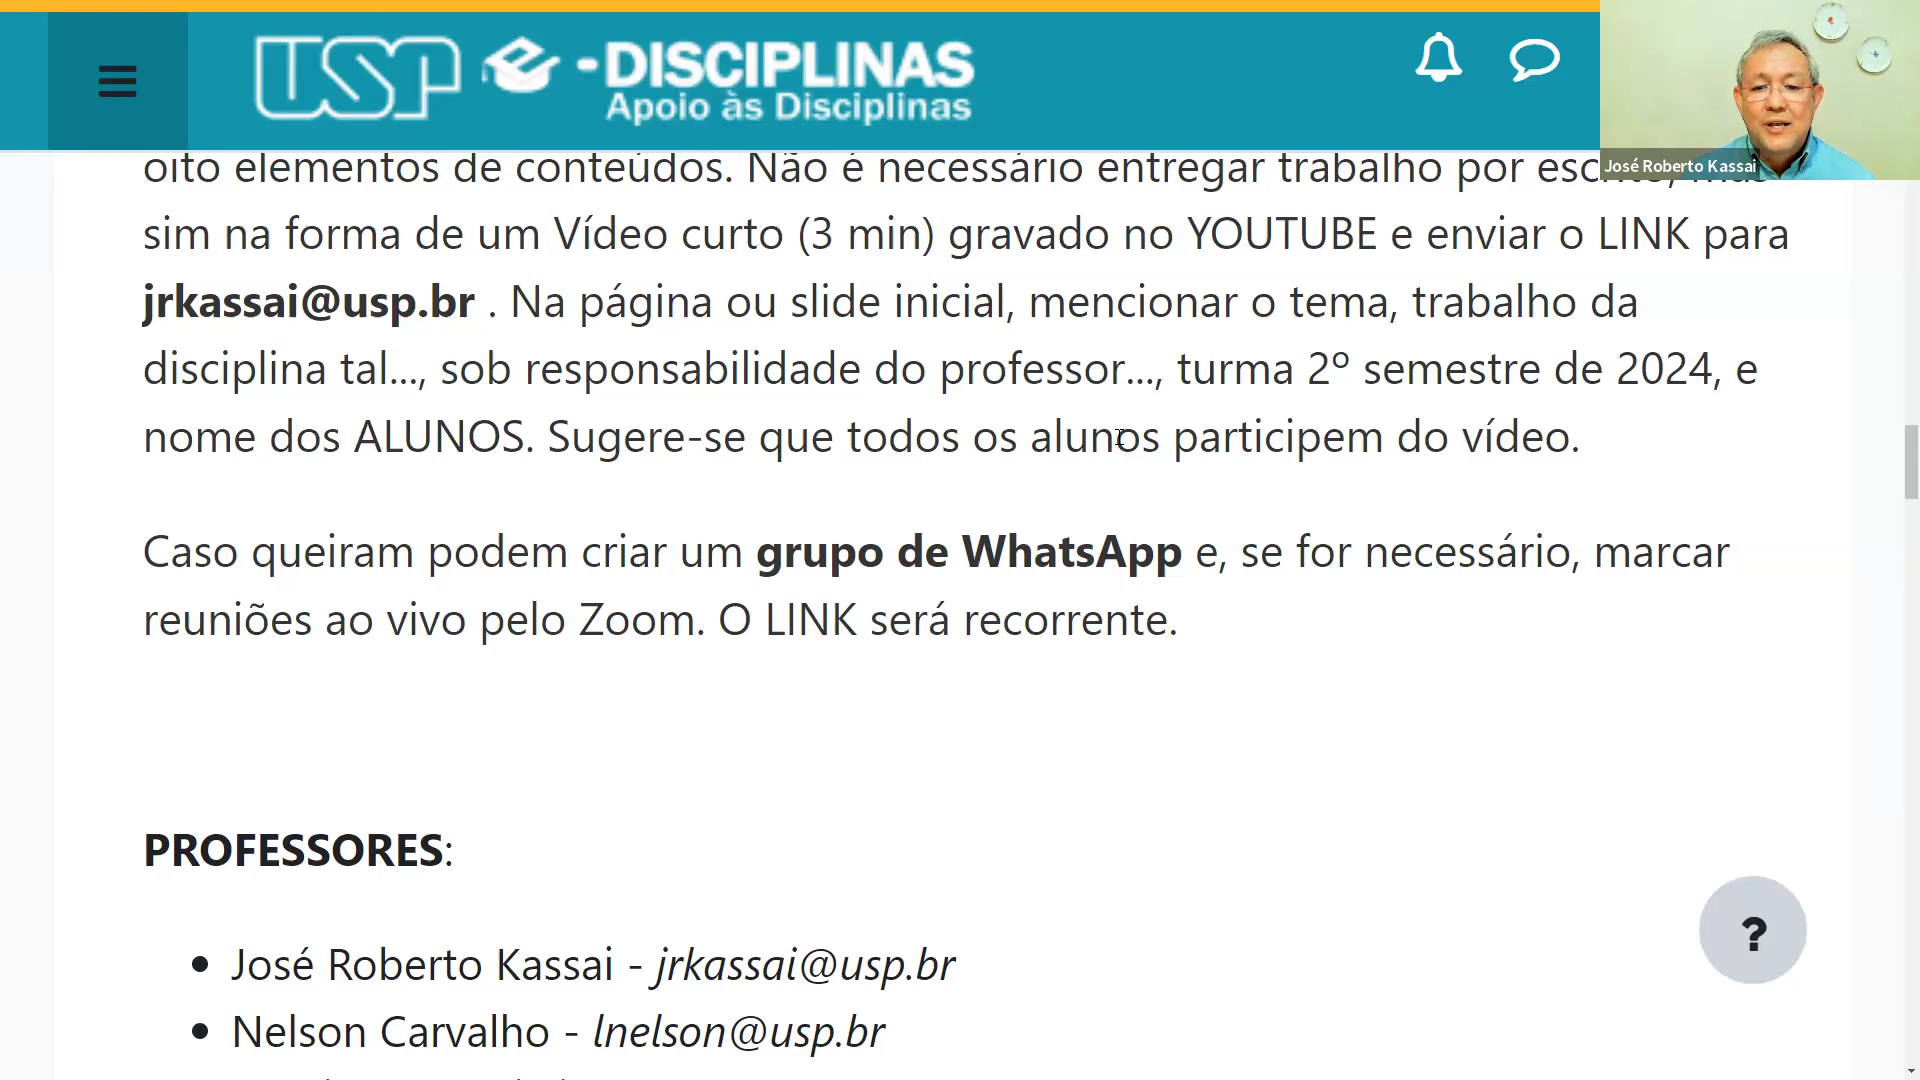 USP e-DISCIPLINAS
Apoio às Disciplinas
José Roberto Kassai
oito elementos de conteúdos. Não é necessário entregar trabalho por
sim na forma de um Vídeo curto (3 min) gravado no YOUTUBE e enviar o LINK para
jrkassai@usp.br . Na página ou slide inicial, mencionar o tema, trabalho da
disciplina tal..., sob responsabilidade do professor..., turma 2º semestre de 2024, e
nome dos ALUNOS. Sugere-se que todos os alunos participem do vídeo.
Caso queiram podem criar um grupo de WhatsApp e, se for necessário, marcar
reuniões ao vivo pelo Zoom. O LINK será recorrente.
PROFESSORES:
• José Roberto Kassai - jrkassai@usp.br
• Nelson Carvalho - lnelson@usp.br
?